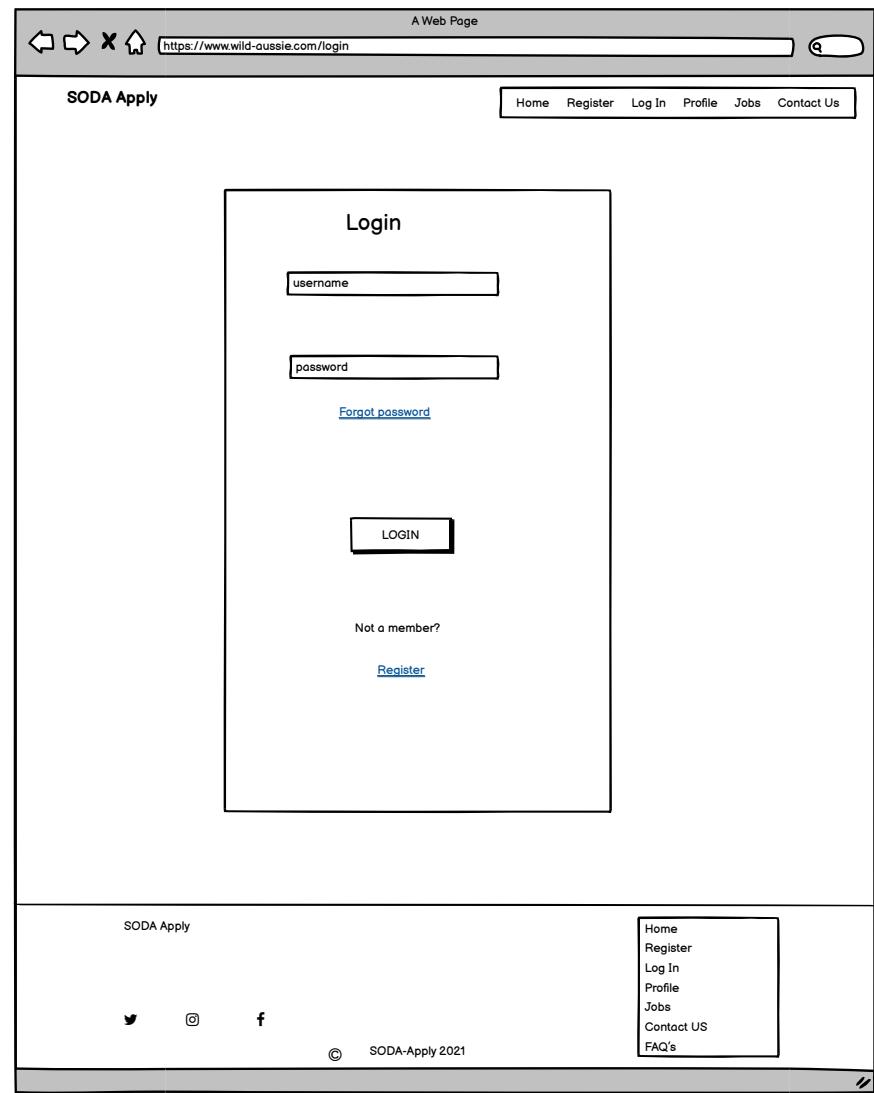 A Web Page
https://www.wild-aussie.com/login
SODA Apply
Home Register Log In Profile Jobs Contact Us
Login
username
password
Forgot password
LOGIN
Not a member?
Register
SODA Apply
Home
Register
Log In
Profile
Jobs
Contact US
FAQ's
© SODA-Apply 2021